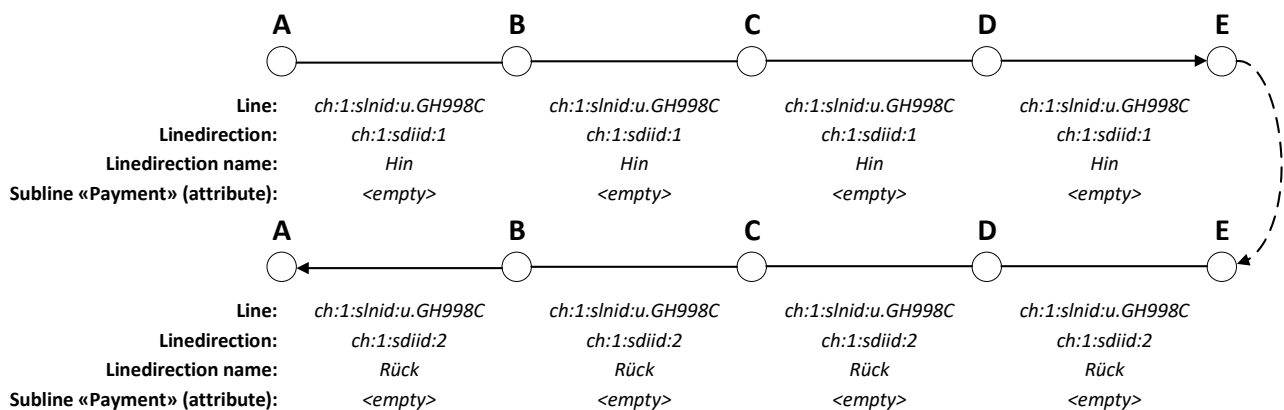 A B C D E
Line: ch:1:slnid:u.GH998C ch:1:slnid:u.GH998C ch:1:slnid:u.GH998C ch:1:slnid:u.GH998C
Linedirection: ch:1:sdiid:1 ch:1:sdiid:1 ch:1:sdiid:1 ch:1:sdiid:1
Linedirection name: Hin Hin Hin Hin
Subline «Payment» (attribute): <empty> <empty> <empty> <empty>
A B C D E
Line: ch:1:slnid:u.GH998C ch:1:slnid:u.GH998C ch:1:slnid:u.GH998C ch:1:slnid:u.GH998C
Linedirection: ch:1:sdiid:2 ch:1:sdiid:2 ch:1:sdiid:2 ch:1:sdiid:2
Linedirection name: Rück Rück Rück Rück
Subline «Payment» (attribute): <empty> <empty> <empty> <empty>